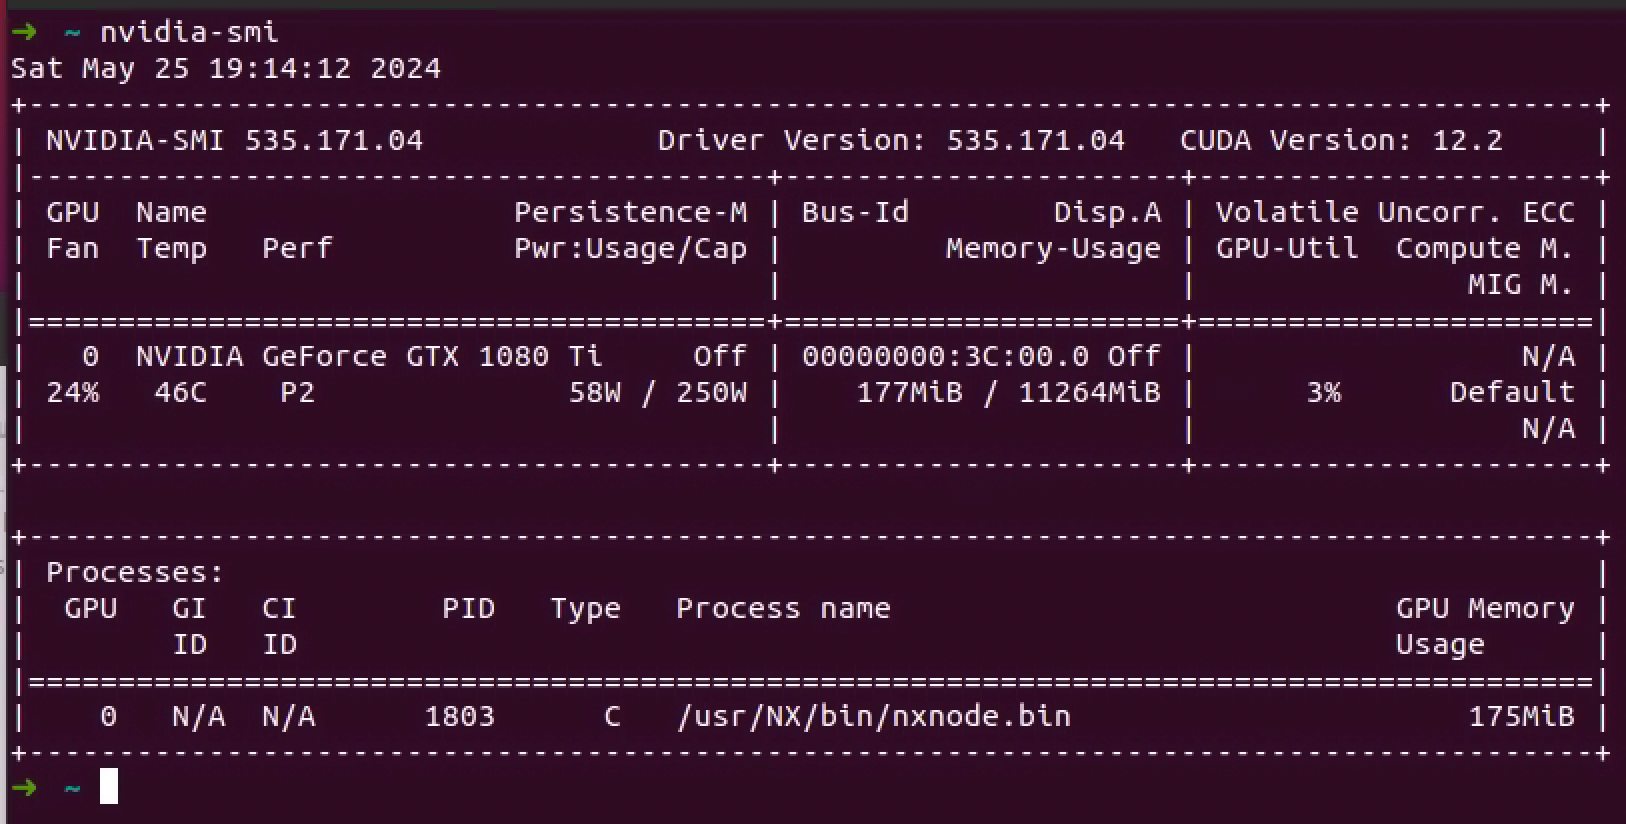 ➜ ~ nvidia-smi
Sat May 25 19:14:12 2024
+---------------------------------------------------------------------------------------+
| NVIDIA-SMI 535.171.04             Driver Version: 535.171.04   CUDA Version: 12.2     |
|-----------------------------------------+----------------------+----------------------+
| GPU  Name                 Persistence-M | Bus-Id        Disp.A | Volatile Uncorr. ECC |
| Fan  Temp   Perf          Pwr:Usage/Cap |         Memory-Usage | GPU-Util  Compute M. |
|                                         |                      |               MIG M. |
|=========================================+======================+======================|
|   0  NVIDIA GeForce GTX 1080 Ti     Off | 00000000:3C:00.0 Off |                  N/A |
| 24%   46C    P2              58W / 250W |    177MiB / 11264MiB |      3%      Default |
|                                         |                      |                  N/A |
+-----------------------------------------+----------------------+----------------------+
+---------------------------------------------------------------------------------------+
| Processes:                                                                            |
|  GPU   GI   CI        PID   Type   Process name                            GPU Memory |
|        ID   ID                                                             Usage      |
|=======================================================================================|
|    0   N/A  N/A      1803      C   /usr/NX/bin/nxnode.bin                      175MiB |
+---------------------------------------------------------------------------------------+
➜ ~